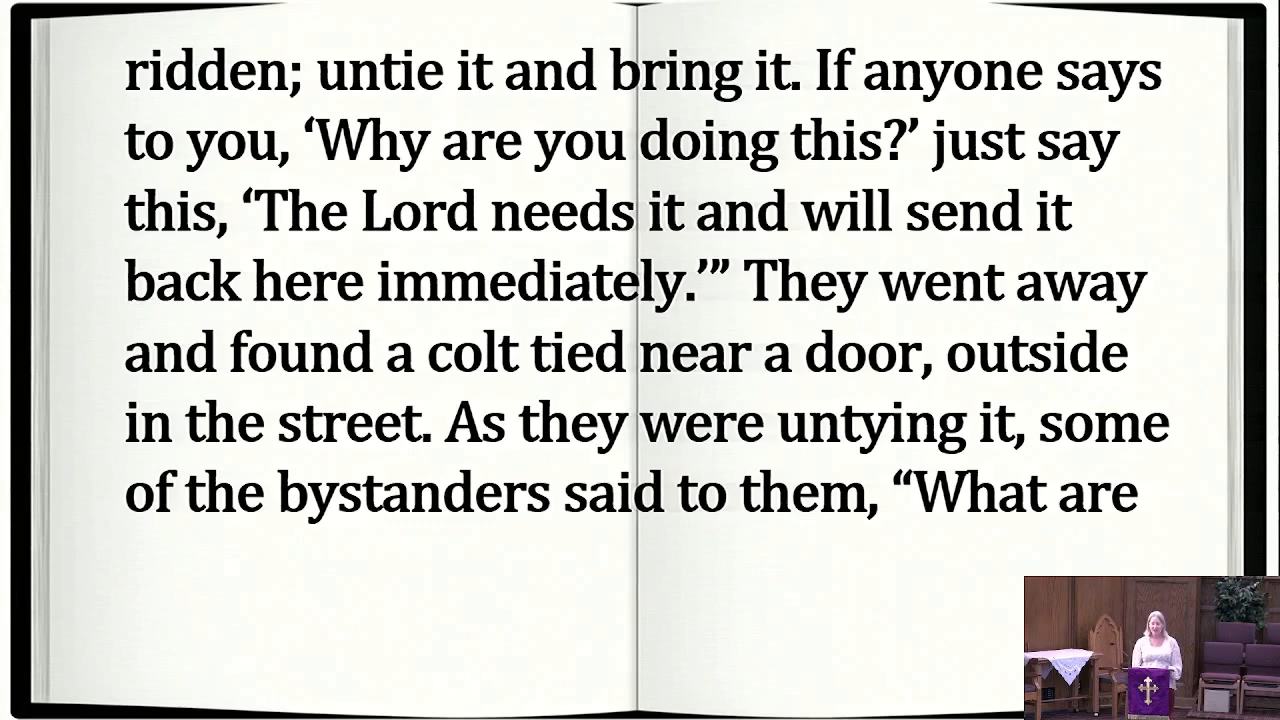 ridden; untie it and bring it. If anyone says
to you, ‘Why are you doing this?’ just say
this, ‘The Lord needs it and will send it
back here immediately.’” They went away
and found a colt tied near a door, outside
in the street. As they were untying it, some
of the bystanders said to them, “What are